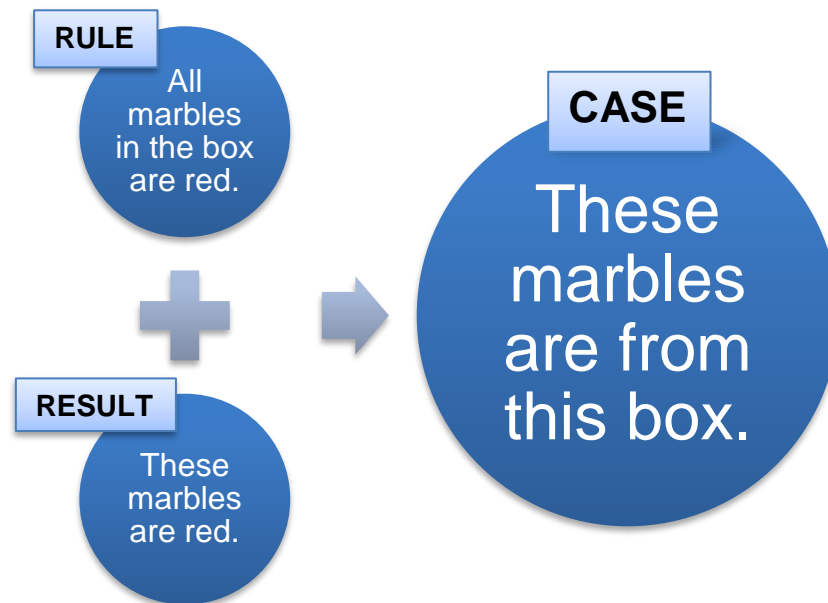 RULE
All
marbles
in the box
are red.
RESULT
These
marbles
are red.
CASE
These
marbles
are from
this box.